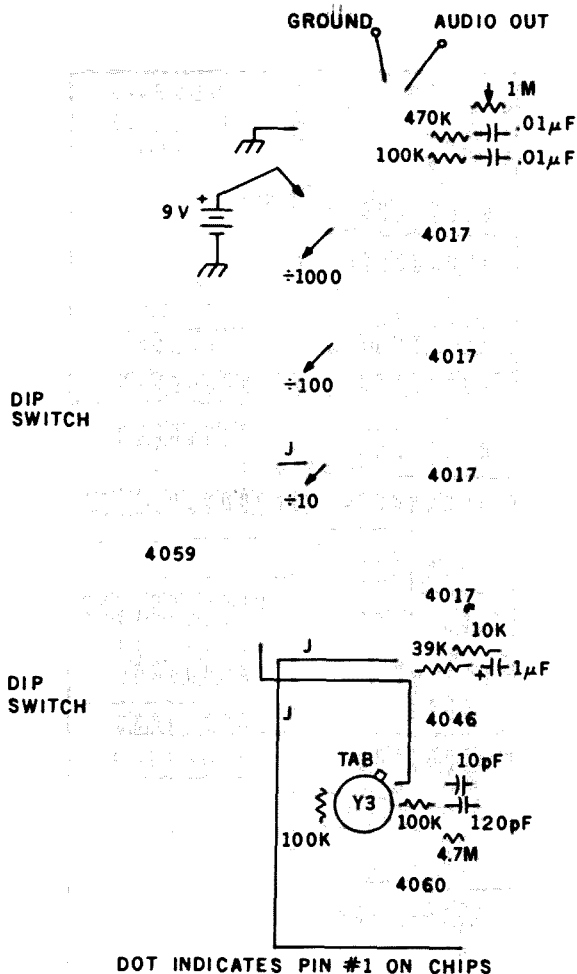 GROUND AUDIO OUT
1M
470K .01µF
100K .01µF
+
9V
4017
÷1000
4017
÷100
DIP
SWITCH
J
4017
÷10
4059
4017
10K
J 39K
+ 1µF
DIP
SWITCH
J 4046
TAB 10pF
Y3
100K 100K 120pF
4.7M
4060
DOT INDICATES PIN #1 ON CHIPS